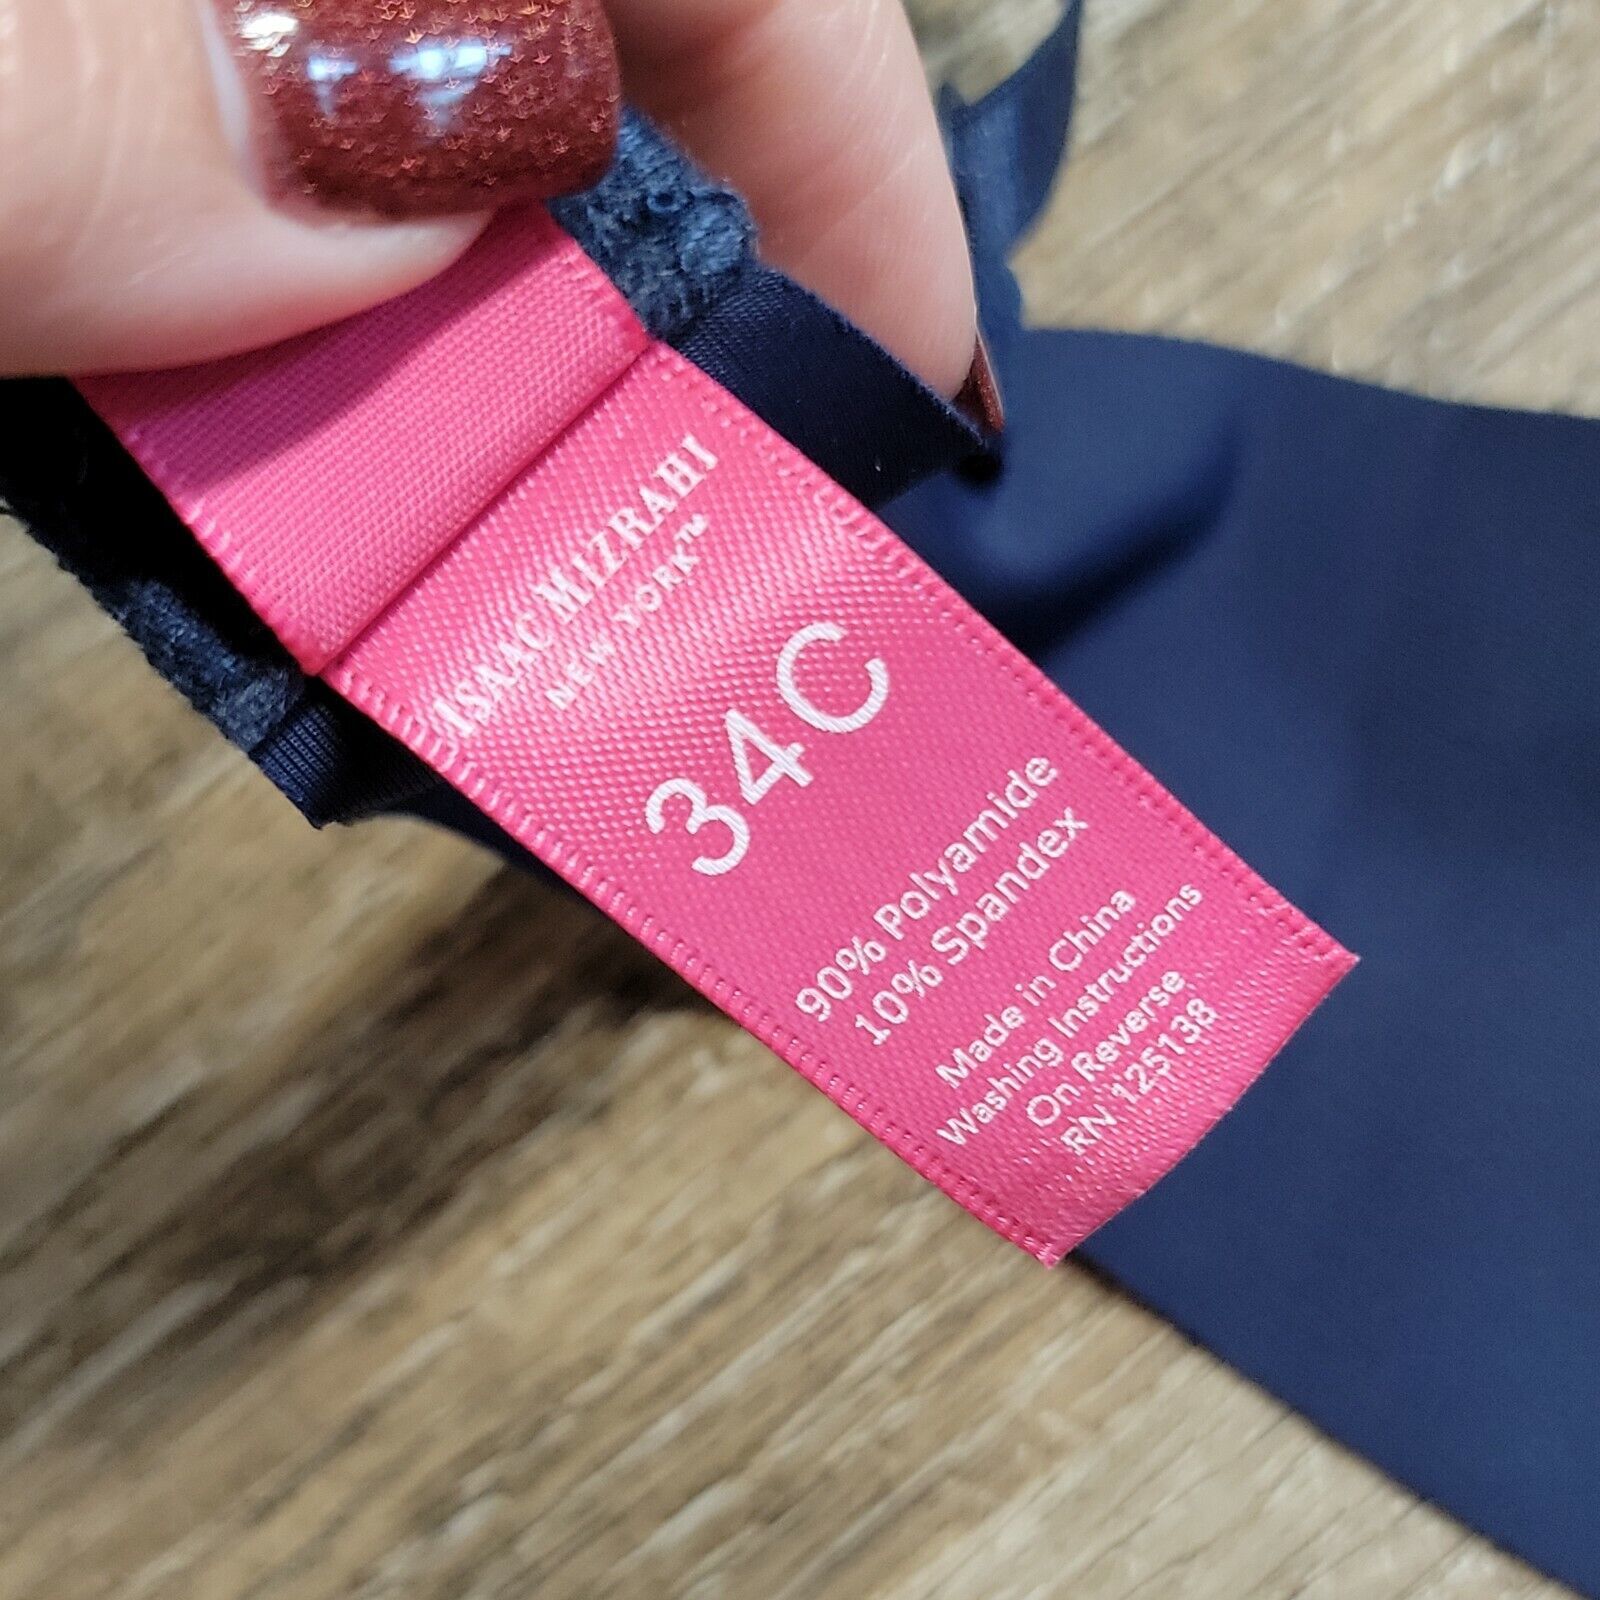 ISAAC MIZRAHI
NEW YORK™
34C
90% Polyamide
10% Spandex
Made in China
Washing Instructions
On Reverse
RN 125138